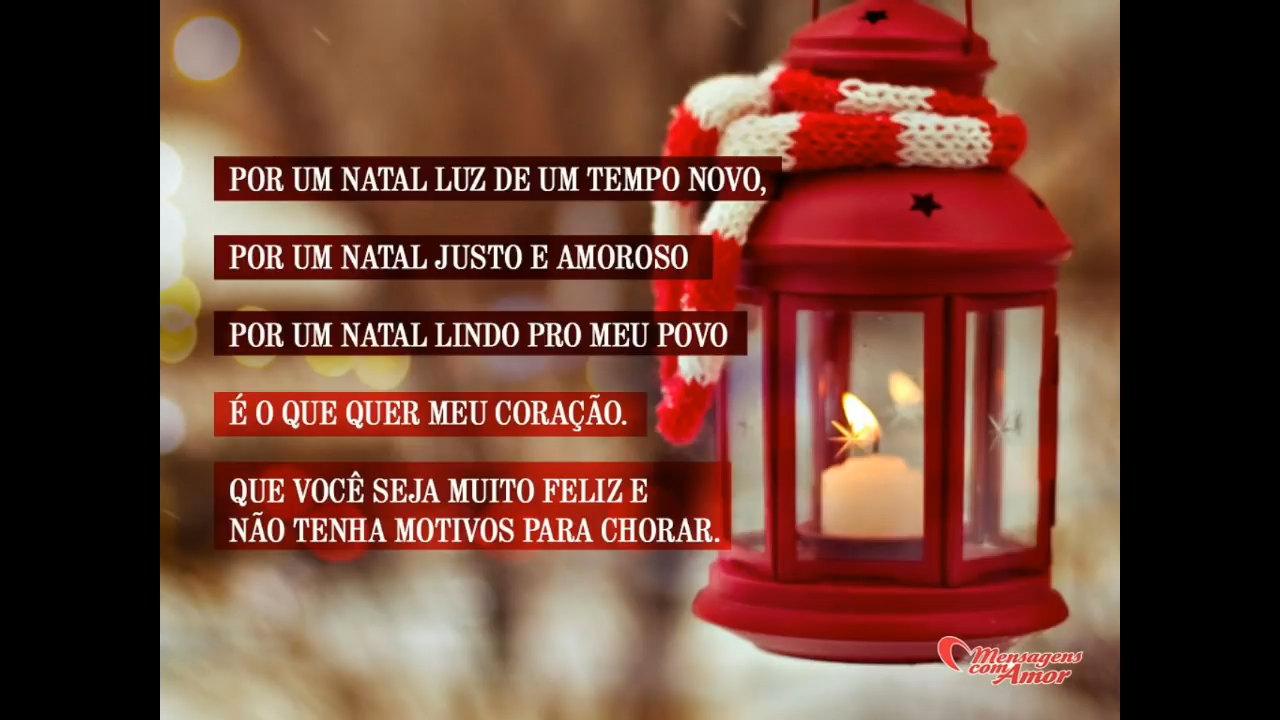 POR UM NATAL LUZ DE UM TEMPO NOVO,
POR UM NATAL JUSTO E AMOROSO
POR UM NATAL LINDO PRO MEU POVO
É O QUE QUER MEU CORAÇÃO.
QUE VOCÊ SEJA MUITO FELIZ E
NÃO TENHA MOTIVOS PARA CHORAR.
Mensagens
com Amor